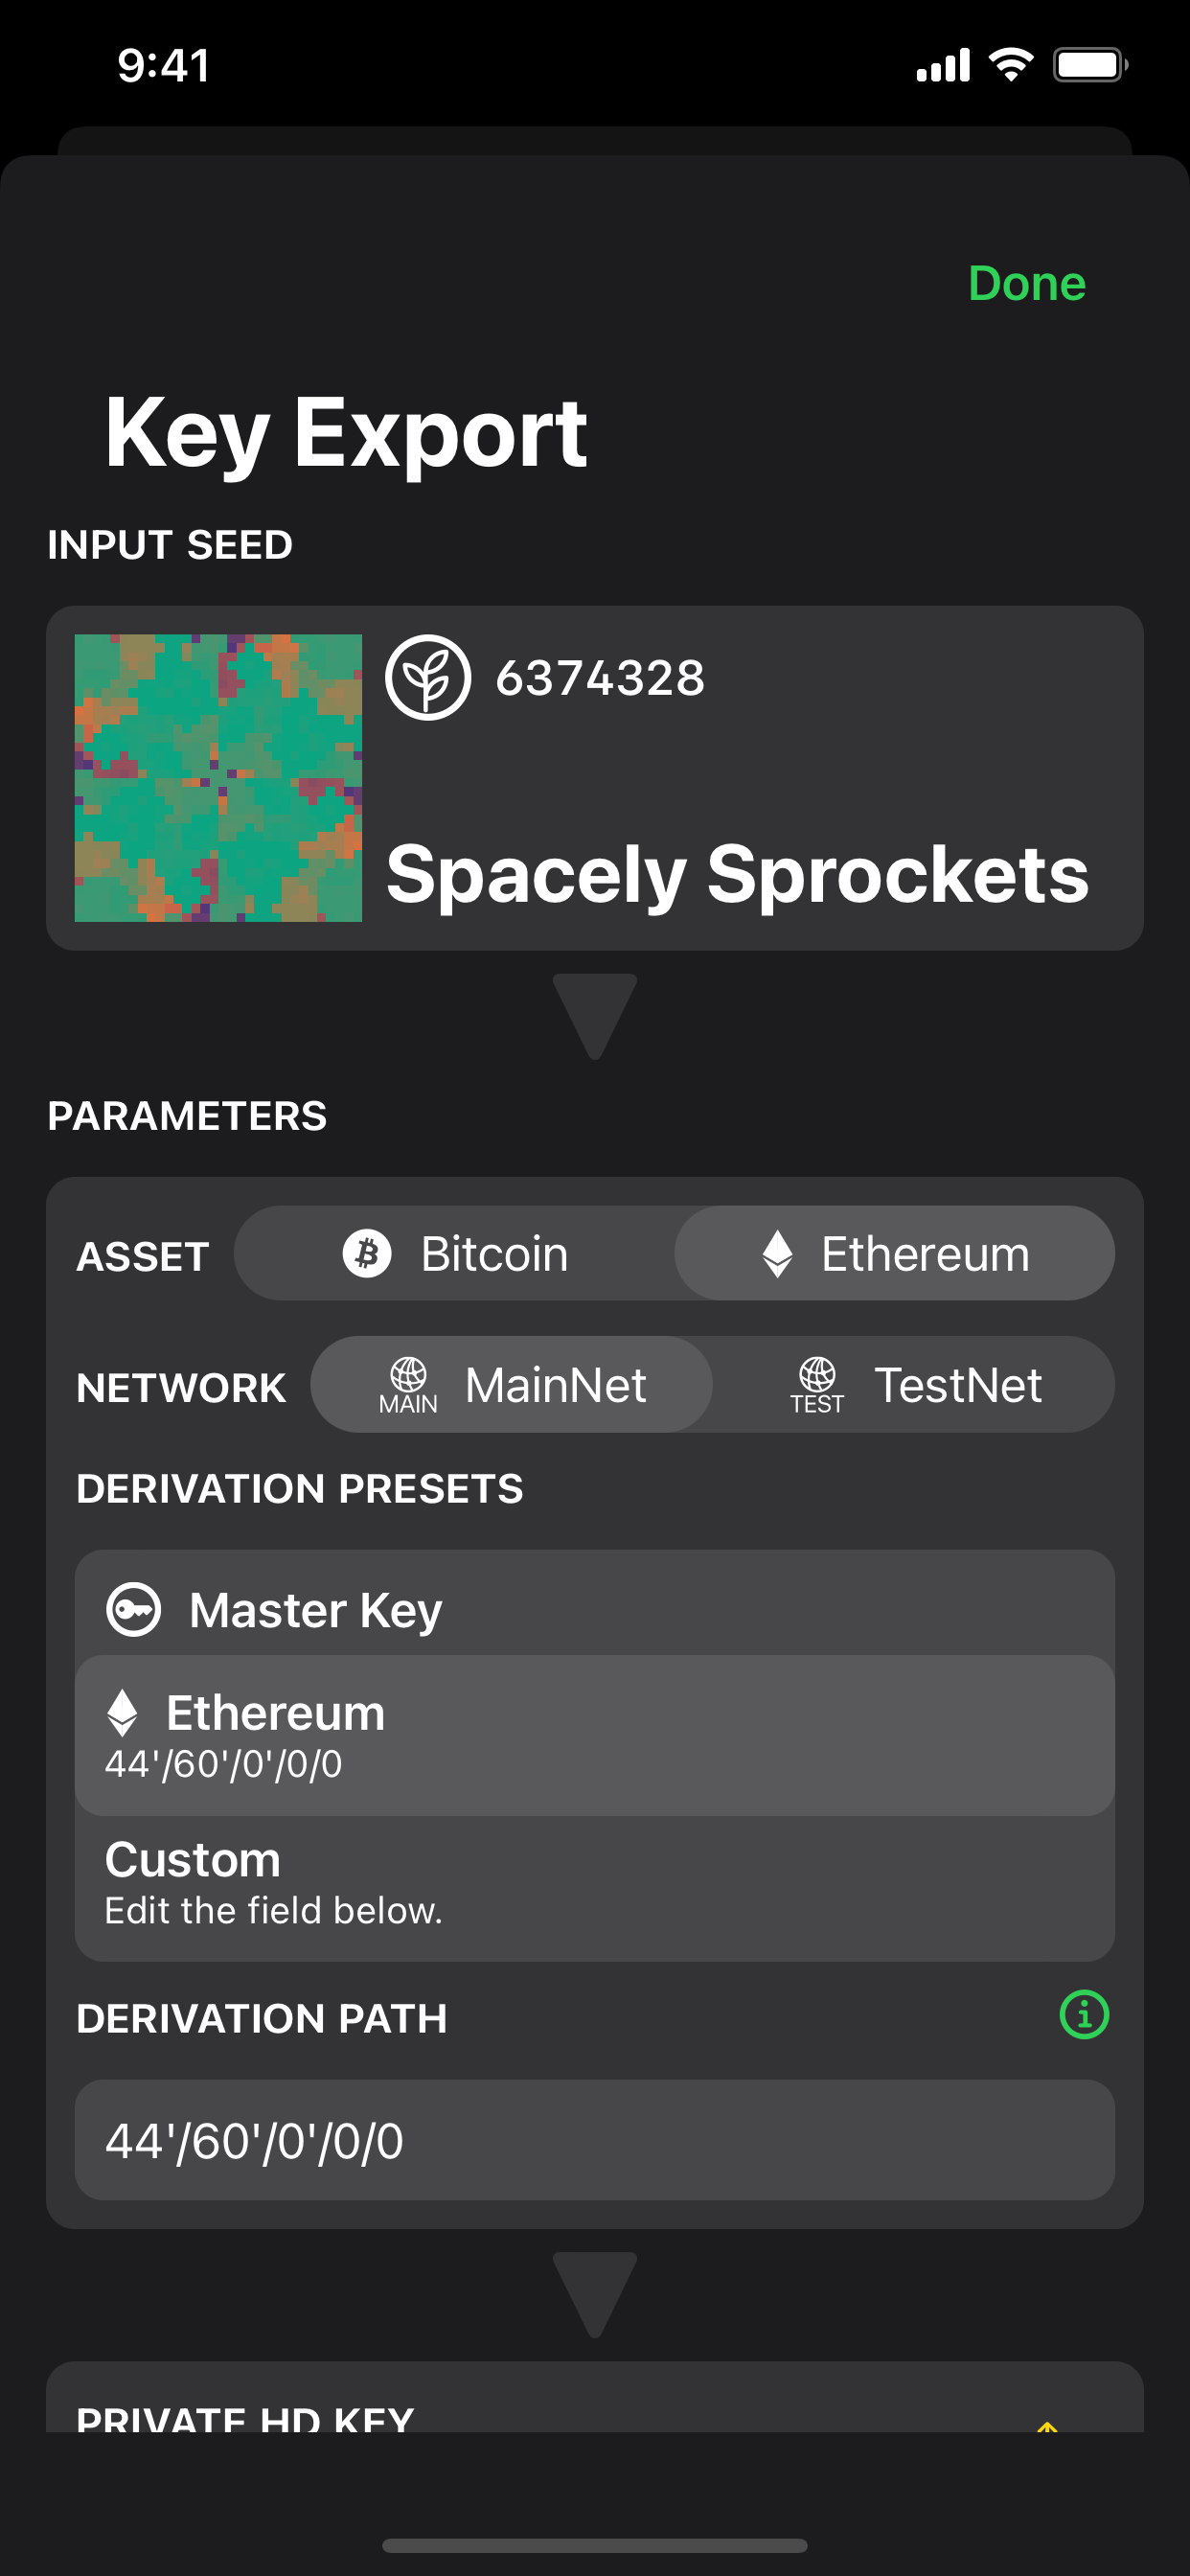 9:41
Done
Key Export
INPUT SEED
6374328
Spacely Sprockets
PARAMETERS
ASSET Bitcoin Ethereum
NETWORK MAIN MainNet TEST TestNet
DERIVATION PRESETS
Master Key
Ethereum
44'/60'/0'/0/0
Custom
Edit the field below.
DERIVATION PATH
44'/60'/0'/0/0
PRIVATE HD KEY